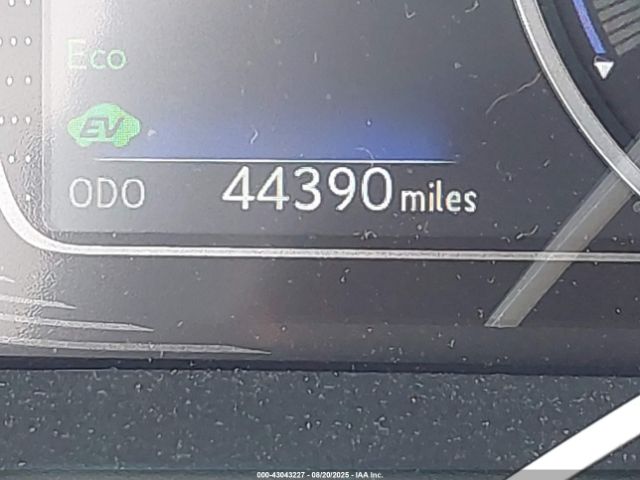 Eco
EV
ODO 44390 miles
000-43043227 - 08/20/2025 - IAA Inc.